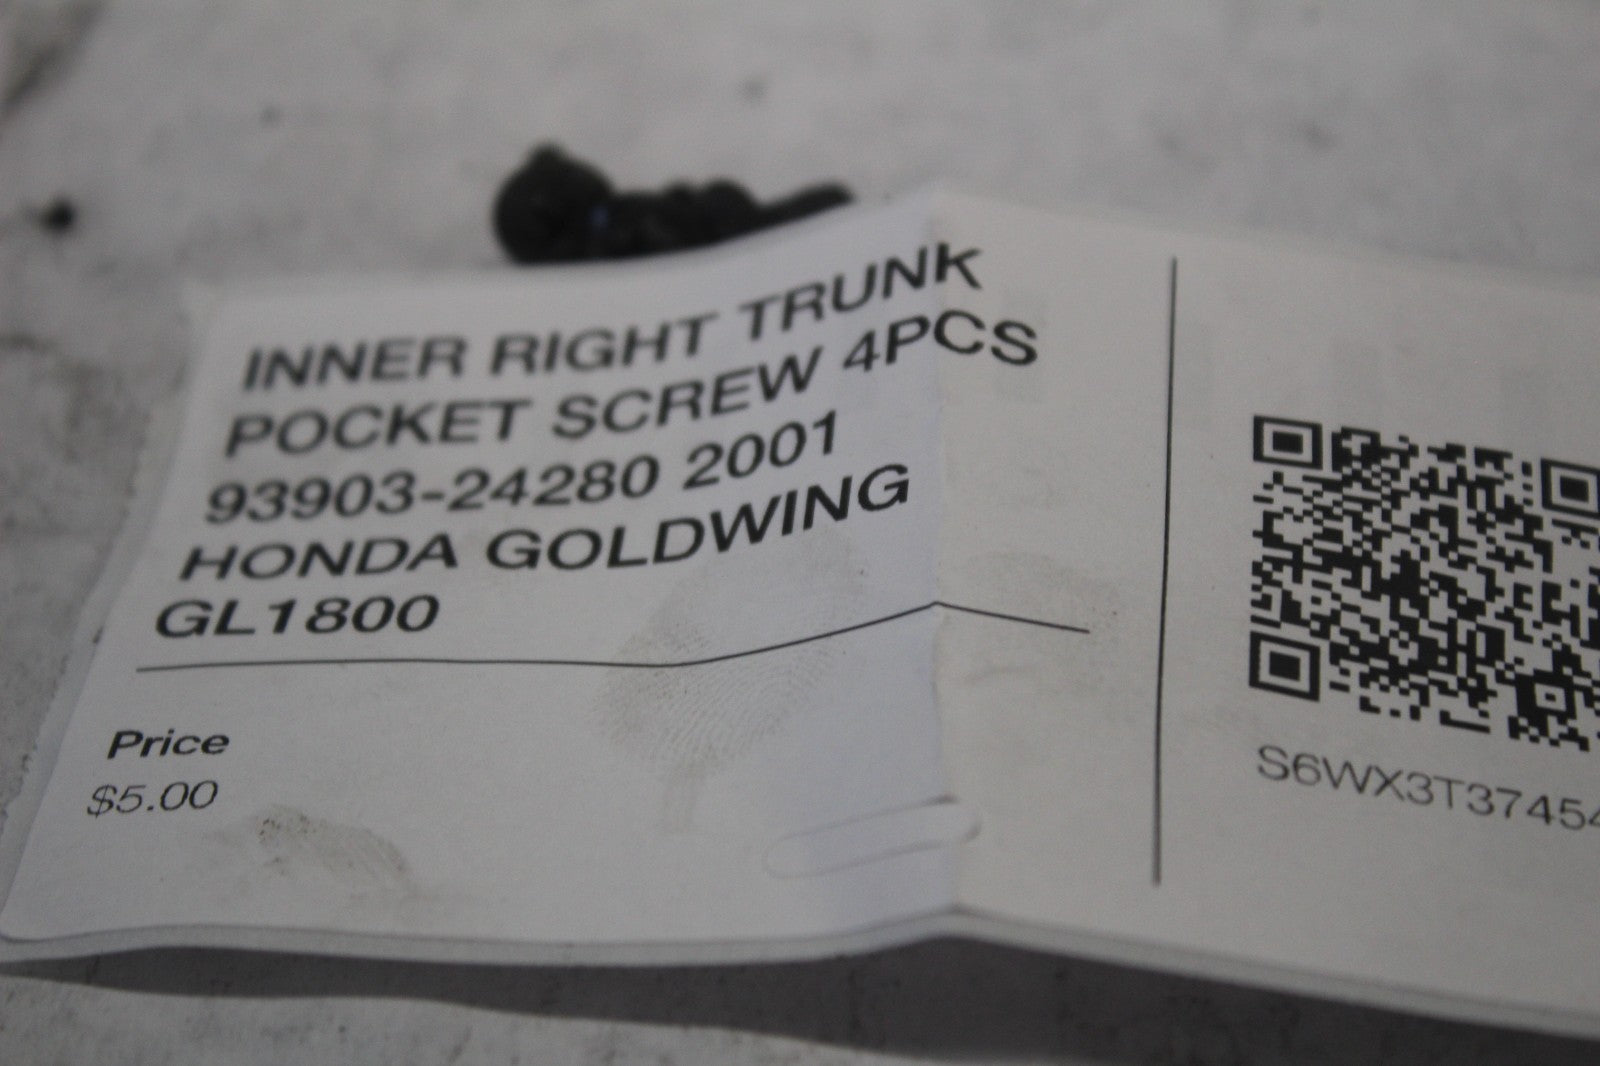 INNER RIGHT TRUNK
POCKET SCREW 4PCS
93903-24280 2001
HONDA GOLDWING
GL1800
Price
$5.00
S6WX3T37454